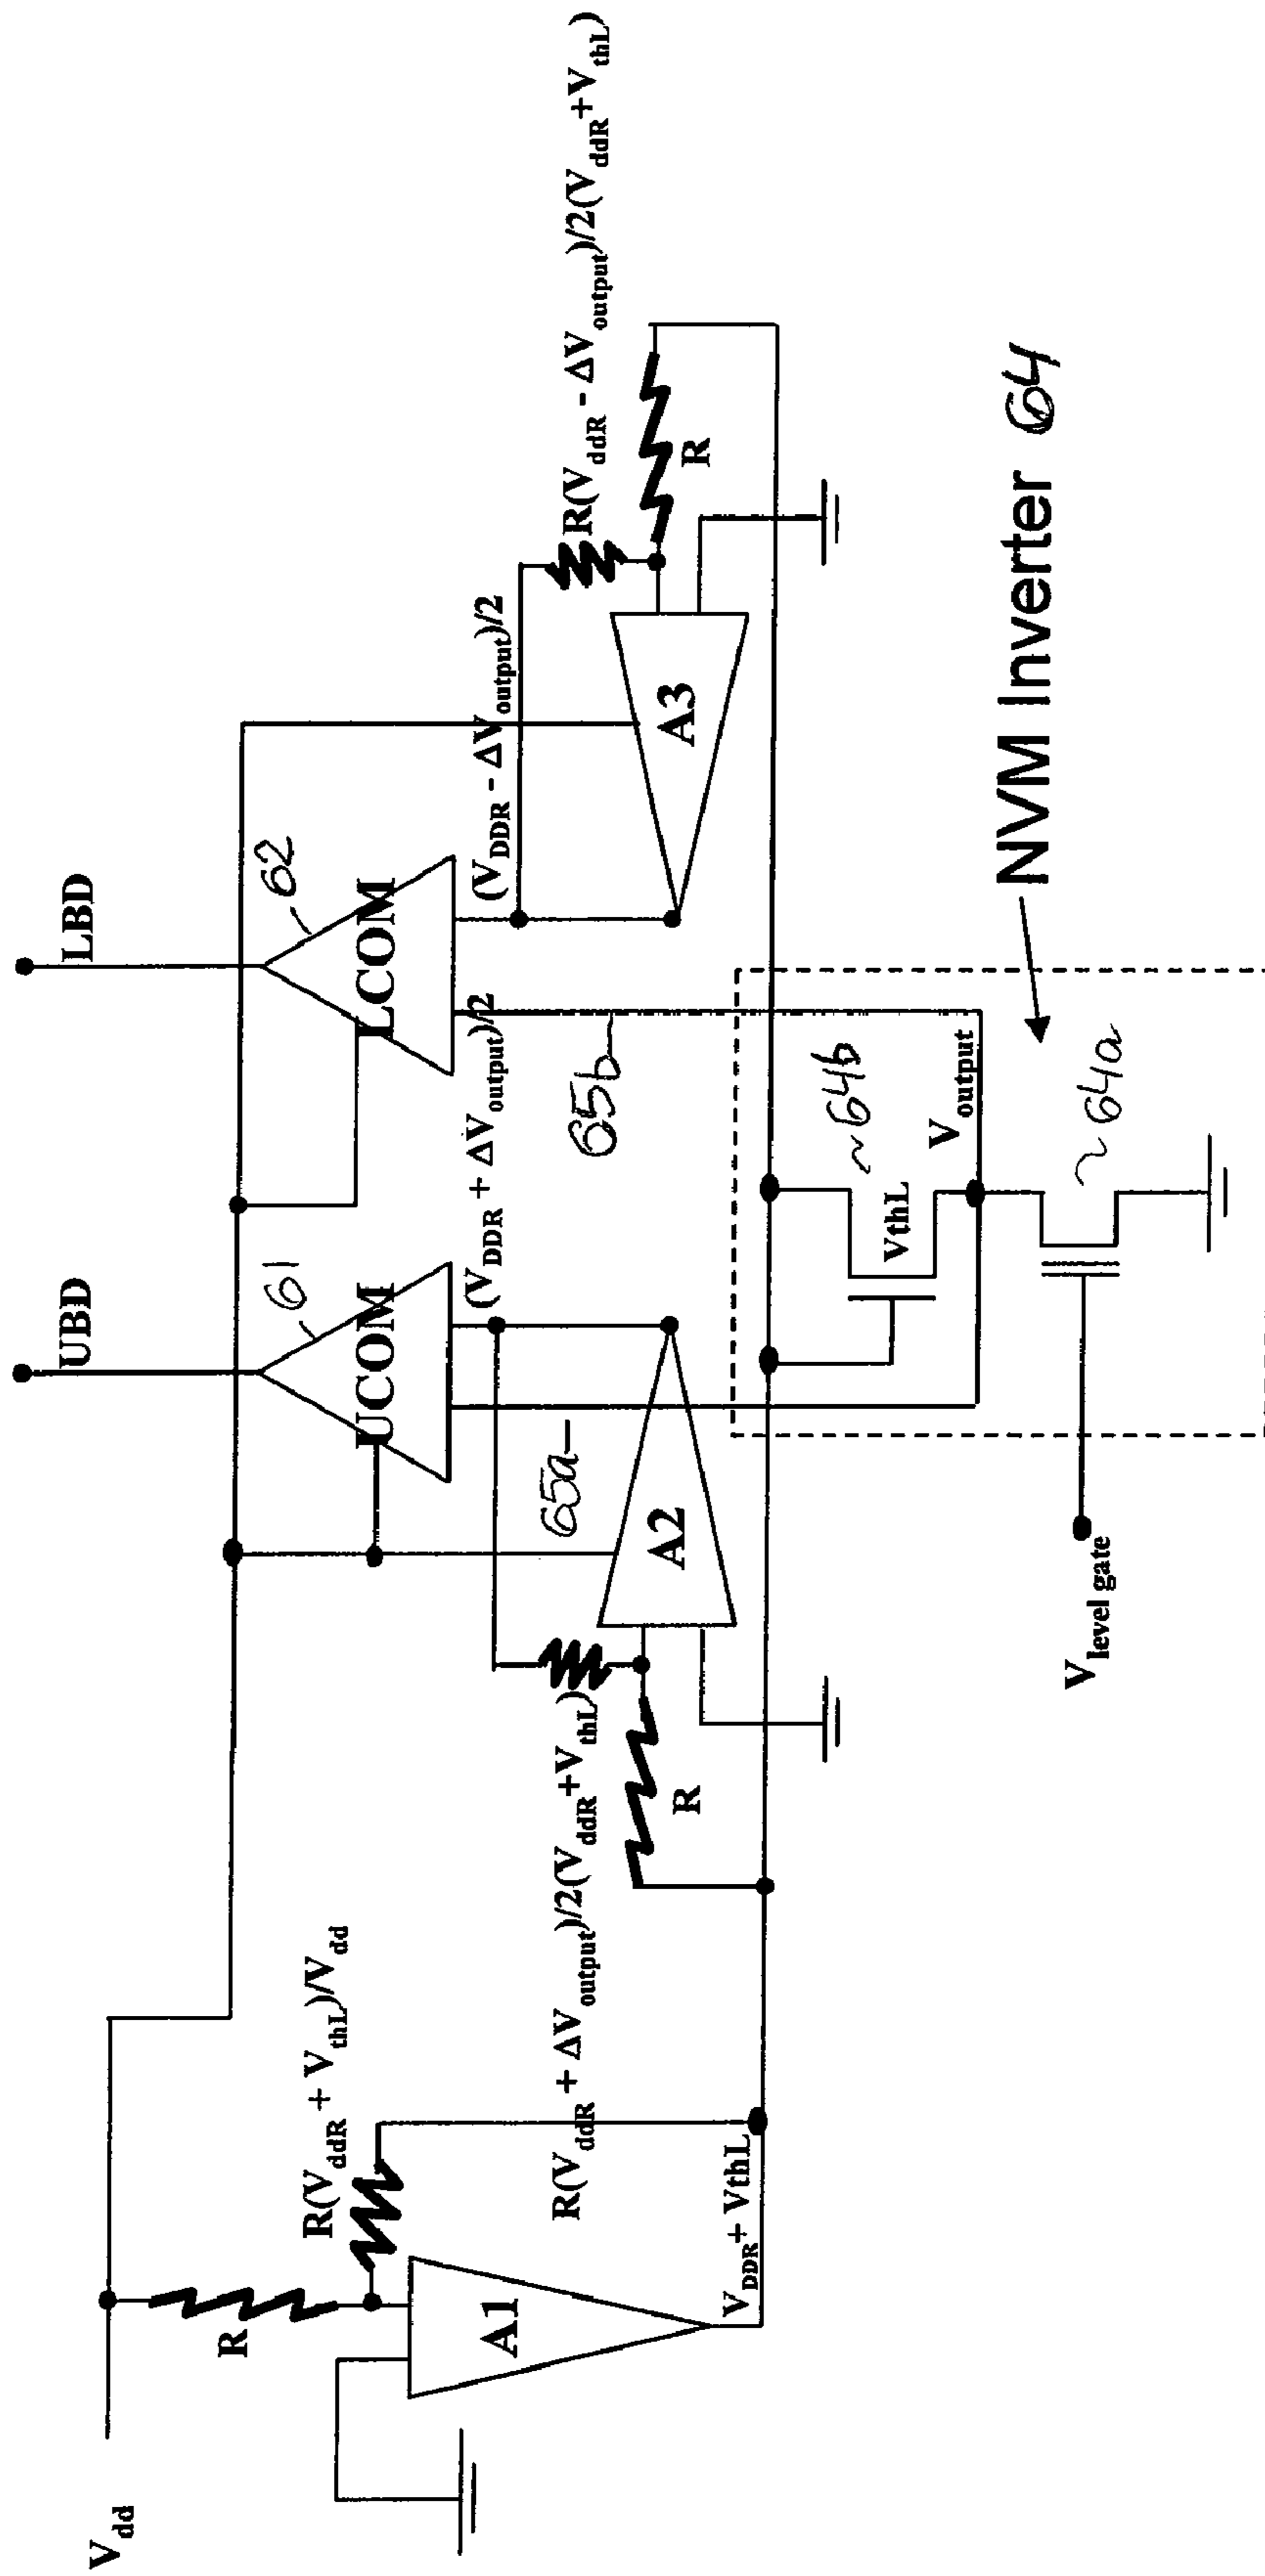 UBD
LBD
61
62
UCOM
LCOM
V_dd
R
R(V_ddR + V_thL)/V_dd
A1
V_DDR + VthL
R(V_ddR + ΔV_output)/2(V_ddR+V_thL)
R
A2
65a
(V_DDR + ΔV_output)/2
65b
(V_DDR - ΔV_output)/2
A3
R(V_ddR - ΔV_output)/2(V_ddR+V_thL)
R
64b
VthL
V_output
64a
V_level gate
NVM Inverter 64